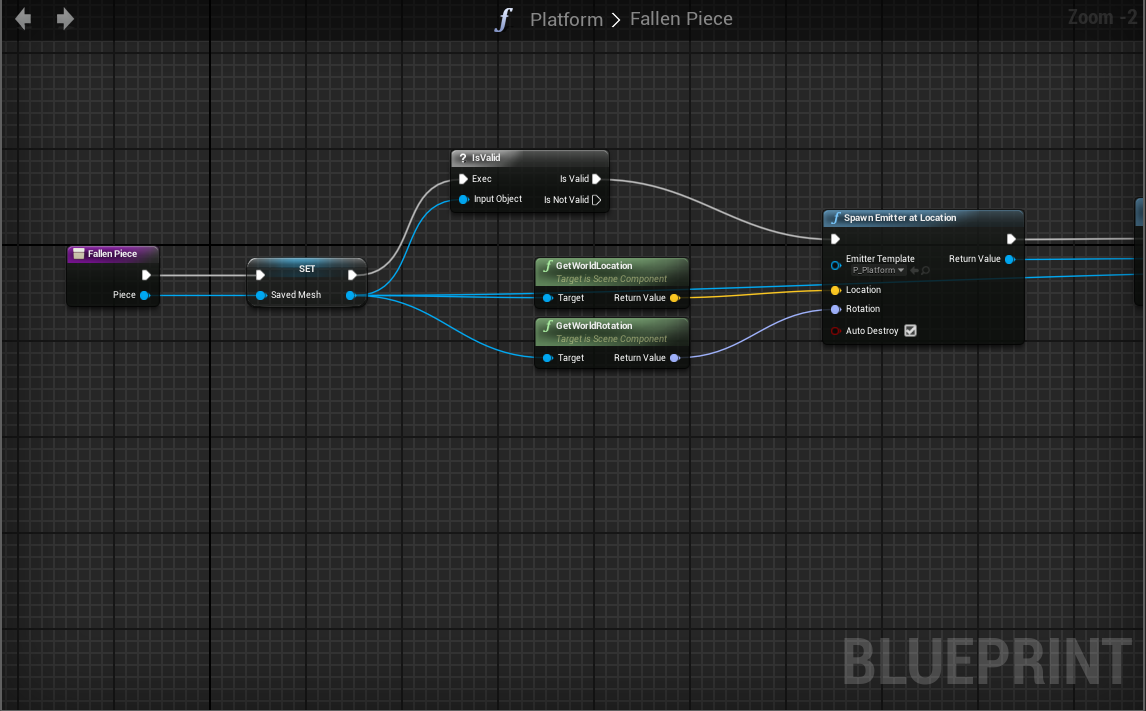 f Platform > Fallen Piece
Zoom -2
? IsValid
Exec
Is Valid
Input Object
Is Not Valid
Fallen Piece
Piece
SET
Saved Mesh
f GetWorldLocation
Target is Scene Component
Target
Return Value
f GetWorldRotation
Target is Scene Component
Target
Return Value
f Spawn Emitter at Location
Emitter Template
Return Value
P_Platform
Location
Rotation
Auto Destroy
BLUEPRINT